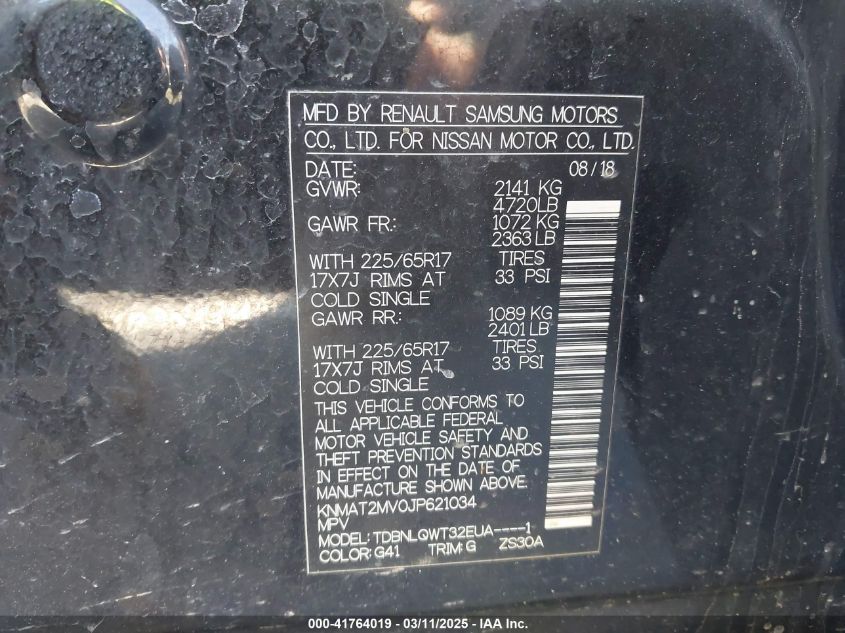 MFD BY RENAULT SAMSUNG MOTORS
CO., LTD. FOR NISSAN MOTOR CO., LTD.
DATE: 08/18
GVWR: 2141 KG
4720LB
GAWR FR.: 1072 KG
2363 LB
WITH 225/65R17 TIRES
17X7J RIMS AT 33 PSI
COLD SINGLE
GAWR RR.: 1089 KG
2401 LB
WITH 225/65R17 TIRES
17X7J RIMS AT 33 PSI
COLD SINGLE
THIS VEHICLE CONFORMS TO
ALL APPLICABLE FEDERAL
MOTOR VEHICLE SAFETY AND
THEFT PREVENTION STANDARDS
IN EFFECT ON THE DATE OF
MANUFACTURE SHOWN ABOVE.
KNMAT2MV0JP621034
MPV
MODEL: TDBNLQWT32EUA----1
COLOR: G41 TRIM: G ZS30A
000-41764019 - 03/11/2025 - IAA Inc.